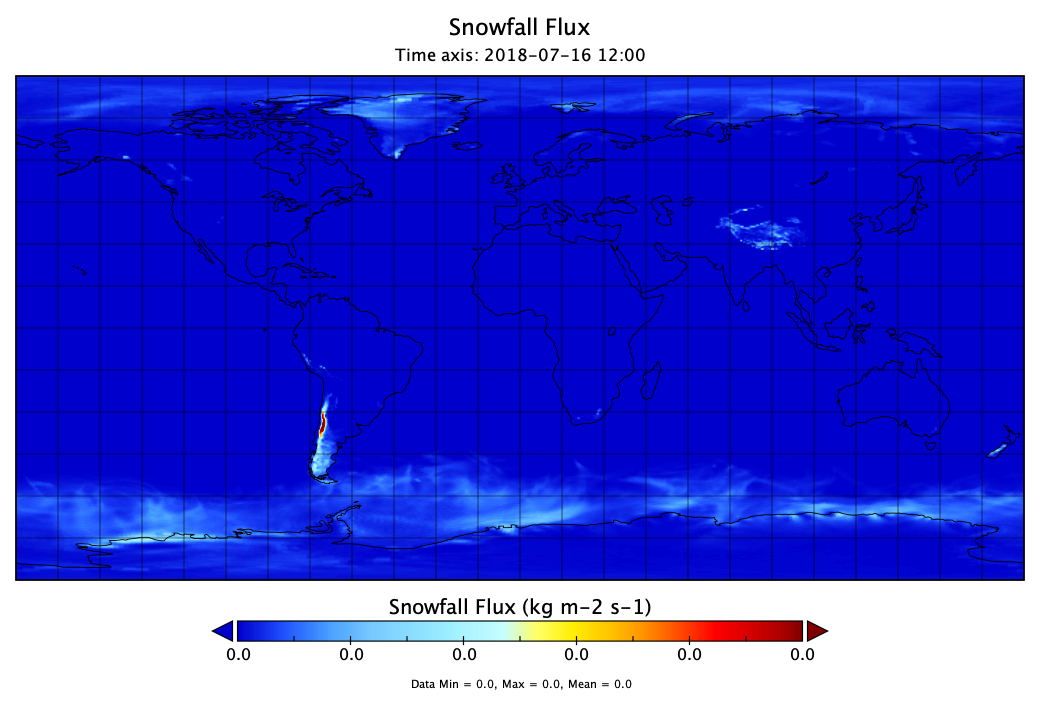 Snowfall Flux
Time axis: 2018-07-16 12:00
Snowfall Flux (kg m-2 s-1)
0.0 0.0 0.0 0.0 0.0 0.0
Data Min = 0.0, Max = 0.0, Mean = 0.0